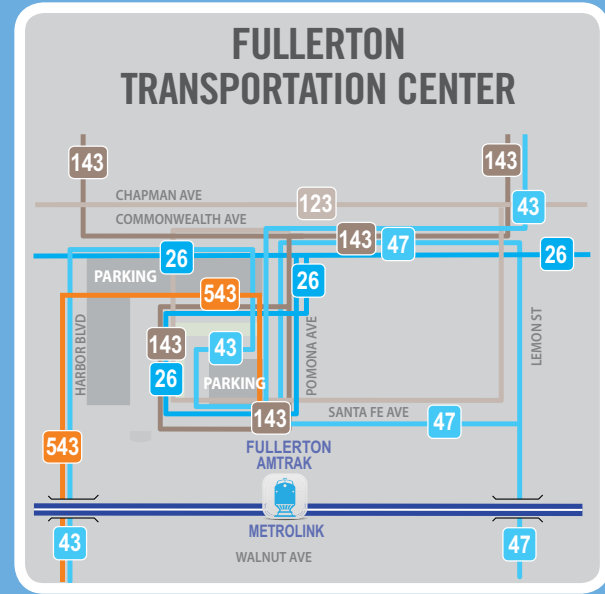 FULLERTON
TRANSPORTATION CENTER
143
143
CHAPMAN AVE
123
43
COMMONWEALTH AVE
143
47
26
26
PARKING
26
543
HARBOR BLVD
143
43
POMONA AVE
LEMON ST
26
PARKING
143
SANTA FE AVE
47
543
FULLERTON
AMTRAK
METROLINK
43
47
WALNUT AVE